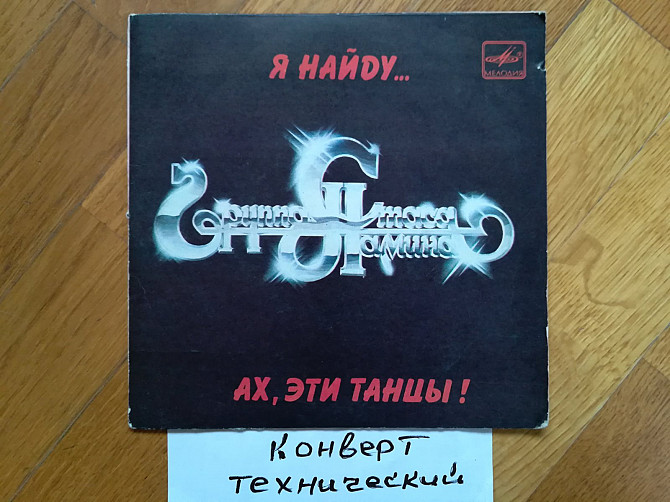 Я НАЙДУ...
МЕЛОДИЯ
Группа Стаса
Намина
АХ, ЭТИ ТАНЦЫ!
Конверт
технический